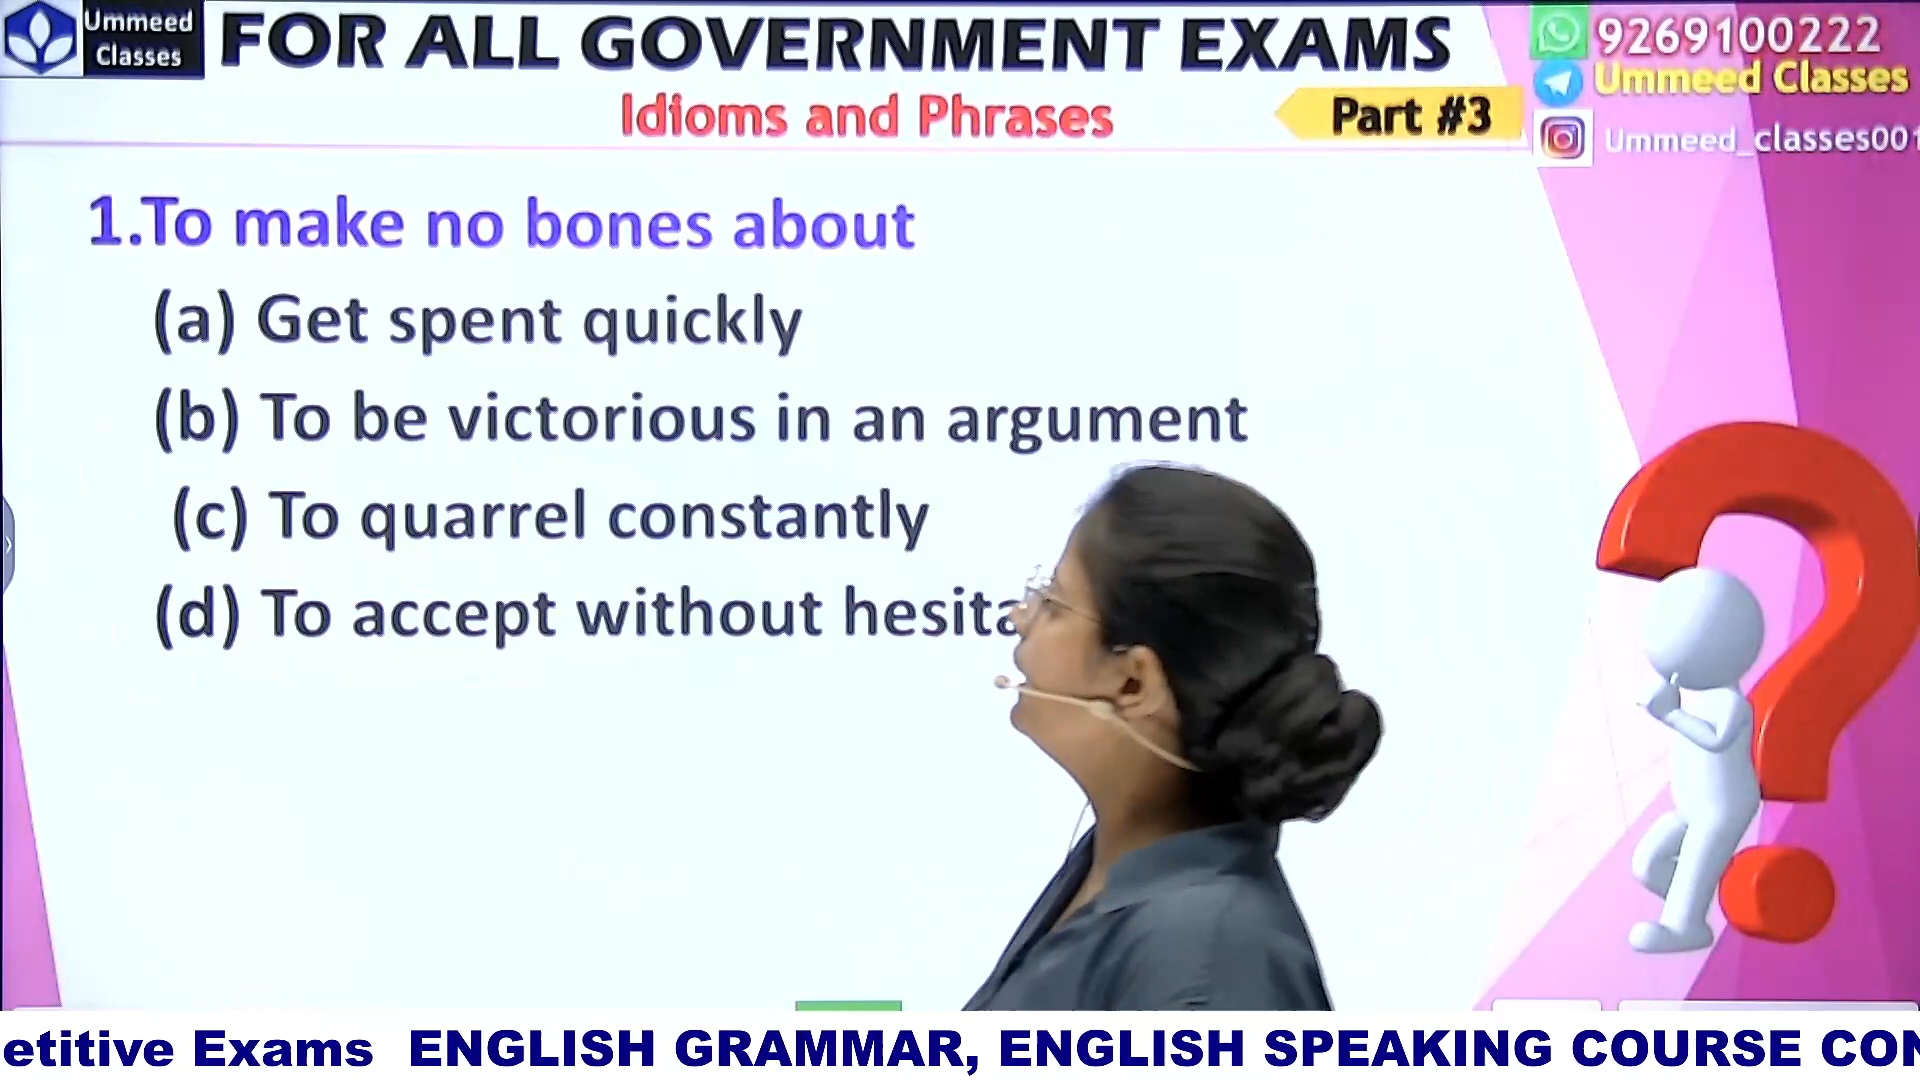 Ummeed
Classes
FOR ALL GOVERNMENT EXAMS
Idioms and Phrases
Part #3
9269100222
Ummeed Classes
Ummeed_classes001
1.To make no bones about
(a) Get spent quickly
(b) To be victorious in an argument
(c) To quarrel constantly
(d) To accept without
etitive Exams ENGLISH GRAMMAR, ENGLISH SPEAKING COURSE